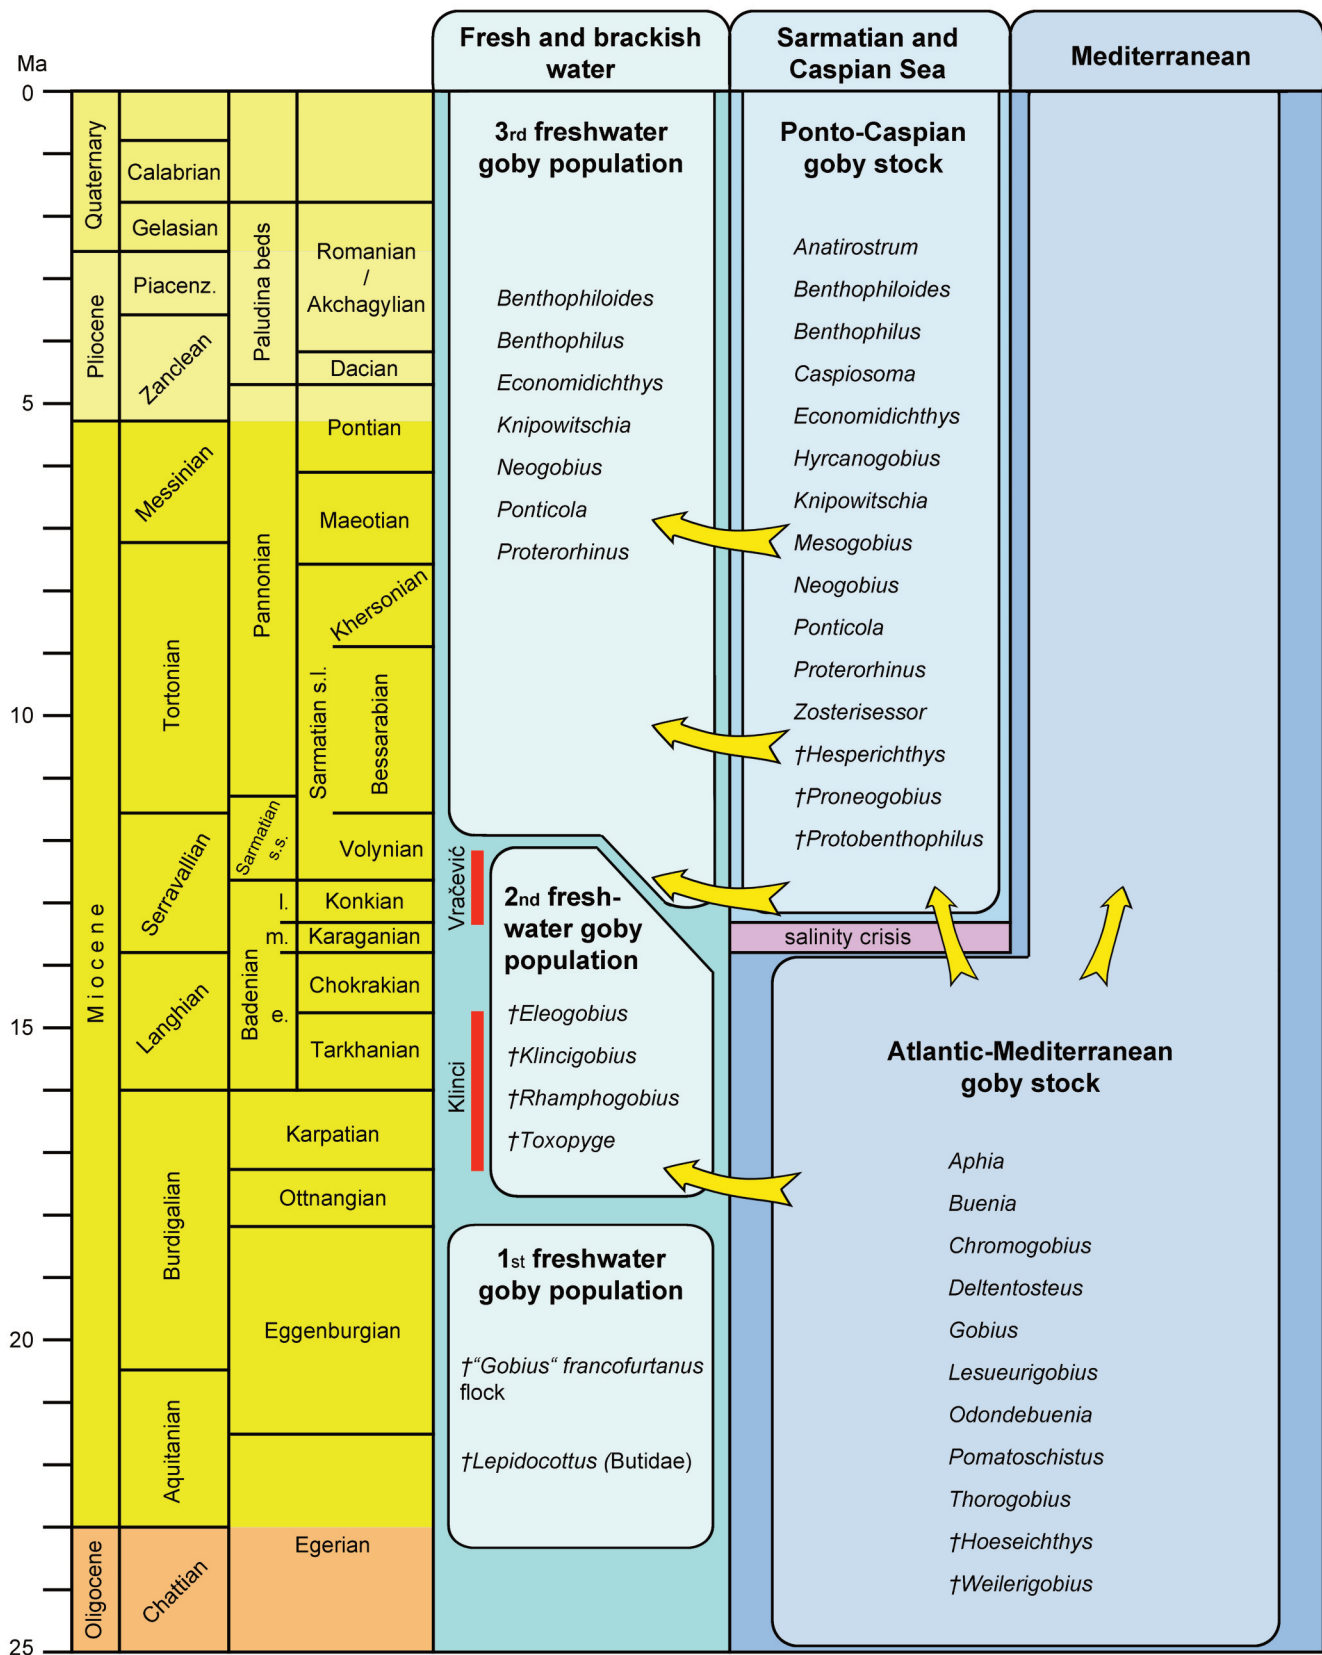 Fresh and brackish
water
Sarmatian and
Caspian Sea
Mediterranean
Ma
0
5
10
15
20
25
Quaternary
Pliocene
Miocene
Oligocene
Calabrian
Gelasian
Piacenz.
Zanclean
Messinian
Tortonian
Serravallian
Langhian
Burdigalian
Aquitanian
Chattian
Paludina beds
Pannonian
Sarmatian
s.s.
Badenian
l.
m.
e.
Romanian
/
Akchagylian
Dacian
Pontian
Maeotian
Sarmatian s.l.
Khersonian
Bessarabian
Volynian
Konkian
Karaganian
Chokrakian
Tarkhanian
Karpatian
Ottnangian
Eggenburgian
Egerian
3rd freshwater
goby population
Benthophiloides
Benthophilus
Economidichthys
Knipowitschia
Neogobius
Ponticola
Proterorhinus
Vračević
Klinci
2nd fresh-
water goby
population
†Eleogobius
†Klincigobius
†Rhamphogobius
†Toxopyge
1st freshwater
goby population
†“Gobius“ francofurtanus
flock
†Lepidocottus (Butidae)
Ponto-Caspian
goby stock
Anatirostrum
Benthophiloides
Benthophilus
Caspiosoma
Economidichthys
Hyrcanogobius
Knipowitschia
Mesogobius
Neogobius
Ponticola
Proterorhinus
Zosterisessor
†Hesperichthys
†Proneogobius
†Protobenthophilus
salinity crisis
Atlantic-Mediterranean
goby stock
Aphia
Buenia
Chromogobius
Deltentosteus
Gobius
Lesueurigobius
Odondebuenia
Pomatoschistus
Thorogobius
†Hoeseichthys
†Weilerigobius